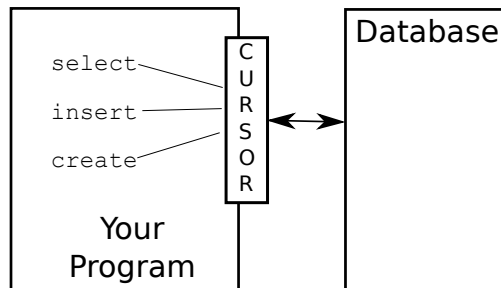 select
insert
create
Your
Program
C
U
R
S
O
R
Database